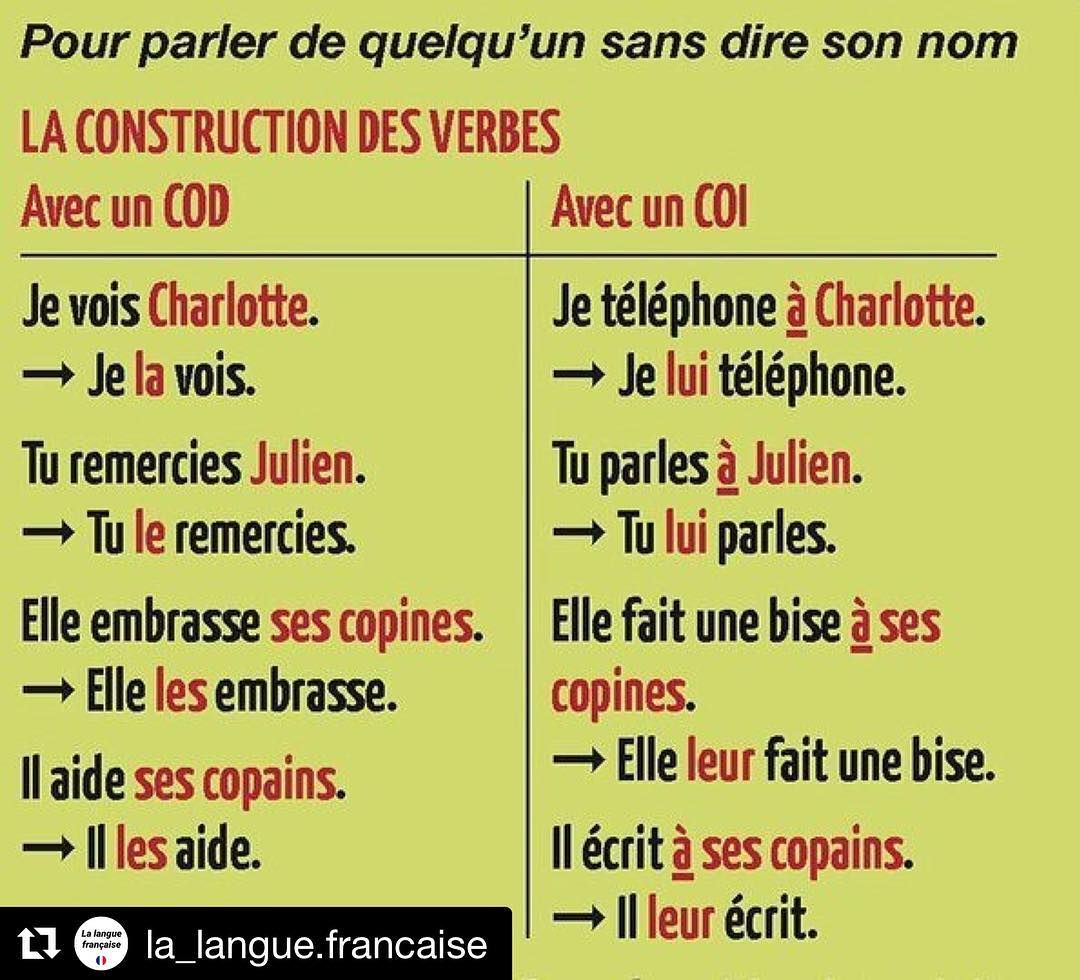 Pour parler de quelqu'un sans dire son nom
LA CONSTRUCTION DES VERBES
Avec un COD
Je vois Charlotte.
→ Je la vois.
Tu remercies Julien.
→ Tu le remercies.
Elle embrasse ses copines.
→ Elle les embrasse.
Il aide ses copains.
→ Il les aide.
Avec un COI
Je téléphone à Charlotte.
→ Je lui téléphone.
Tu parles à Julien.
→ Tu lui parles.
Elle fait une bise à ses
copines.
→ Elle leur fait une bise.
Il écrit à ses copains.
→ Il leur écrit.
La langue
française
la_langue.francaise